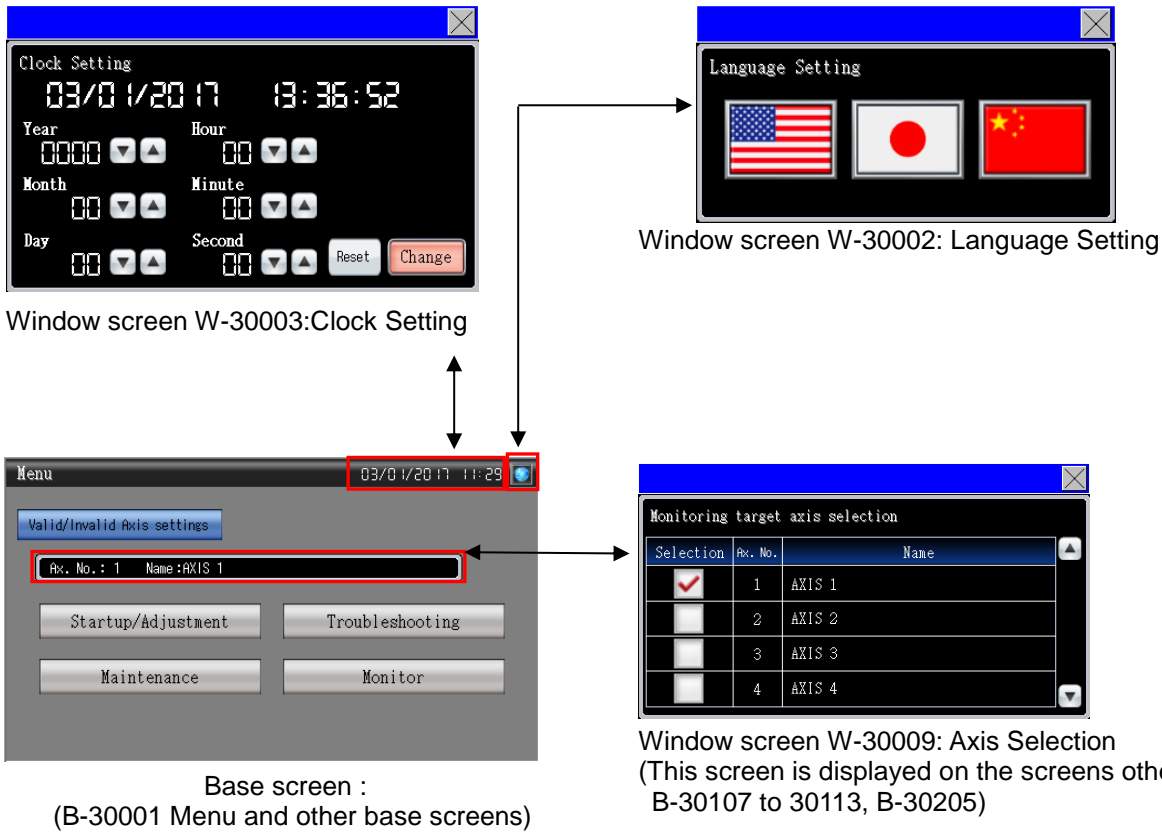 Clock Setting
03/01/2017 13:36:52
Year
0000
Hour
00
Month
00
Minute
00
Day
00
Second
00
Reset
Change
Window screen W-30003:Clock Setting
Language Setting
Window screen W-30002: Language Setting
Menu
03/01/2017 11:29
Valid/Invalid Axis settings
Ax. No.: 1 Name:AXIS 1
Startup/Adjustment
Troubleshooting
Maintenance
Monitor
Base screen :
(B-30001 Menu and other base screens)
Monitoring target axis selection
Selection Ax. No. Name
1 AXIS 1
2 AXIS 2
3 AXIS 3
4 AXIS 4
Window screen W-30009: Axis Selection
(This screen is displayed on the screens othe
B-30107 to 30113, B-30205)